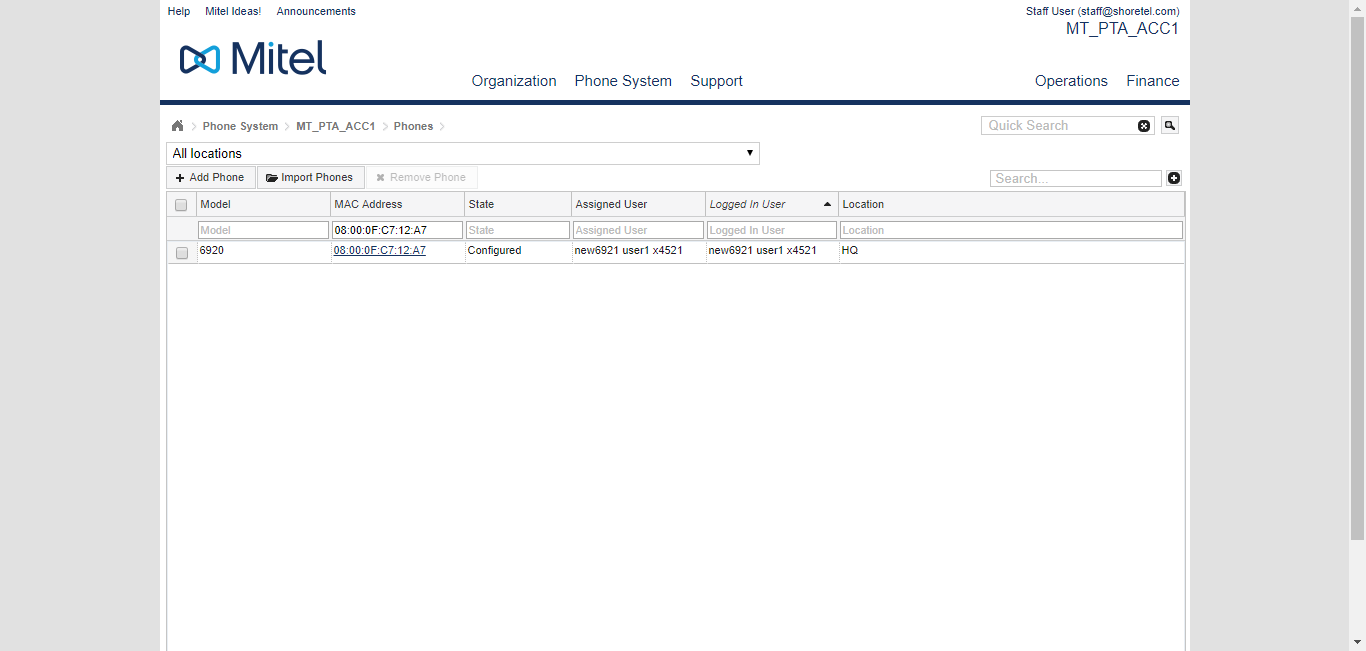 Help Mitel Ideas! Announcements Staff User (staff@shoretel.com)
MT_PTA_ACC1
Mitel
Organization Phone System Support Operations Finance
Phone System MT_PTA_ACC1 Phones Quick Search
All locations
Add Phone Import Phones Remove Phone Search...
Model MAC Address State Assigned User Logged In User Location
Model 08:00:0F:C7:12:A7 State Assigned User Logged In User Location
6920 08:00:0F:C7:12:A7 Configured new6921 user1 x4521 new6921 user1 x4521 HQ